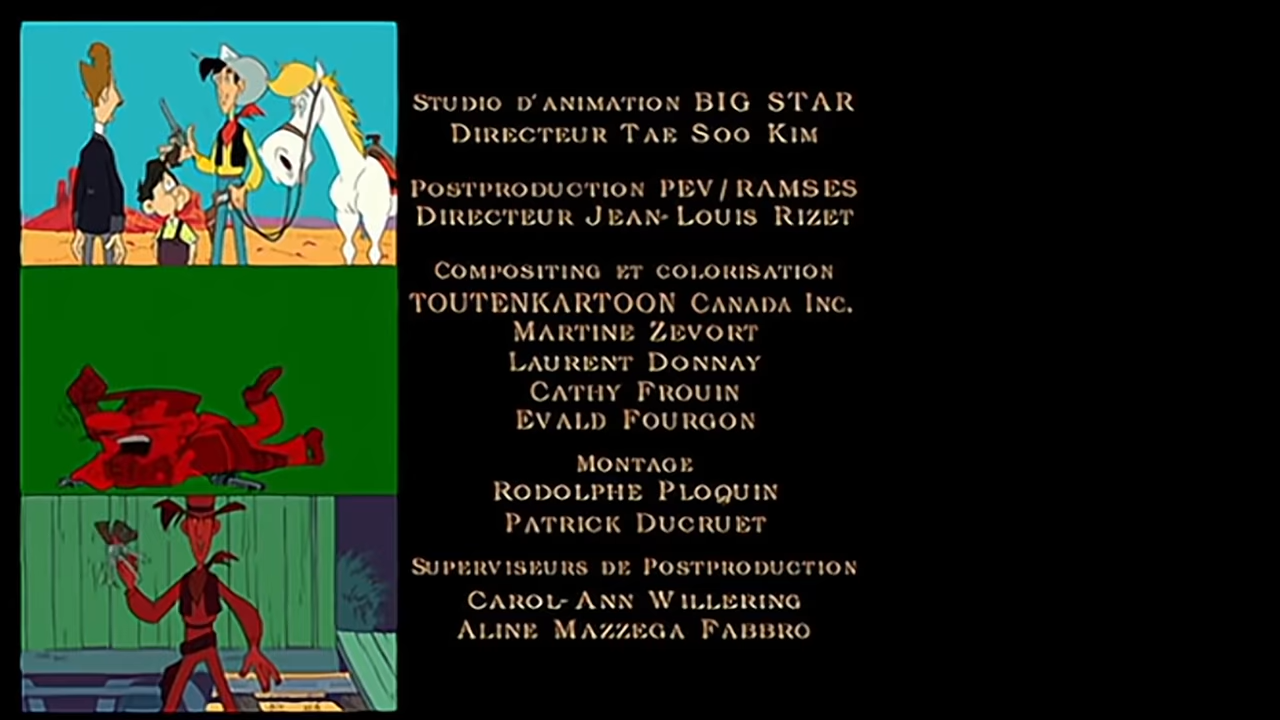 STUDIO D'ANIMATION BIG STAR
DIRECTEUR TAE SOO KIM
POSTPRODUCTION PEV/RAMSES
DIRECTEUR JEAN-LOUIS RIZET
COMPOSITING ET COLORISATION
TOUTENKARTOON CANADA INC.
MARTINE ZEVORT
LAURENT DONNAY
CATHY FROUIN
EVALD FOURGON
MONTAGE
RODOLPHE PLOQUIN
PATRICK DUCRUET
SUPERVISEURS DE POSTPRODUCTION
CAROL-ANN WILLERING
ALINE MAZZEGA FABBRO